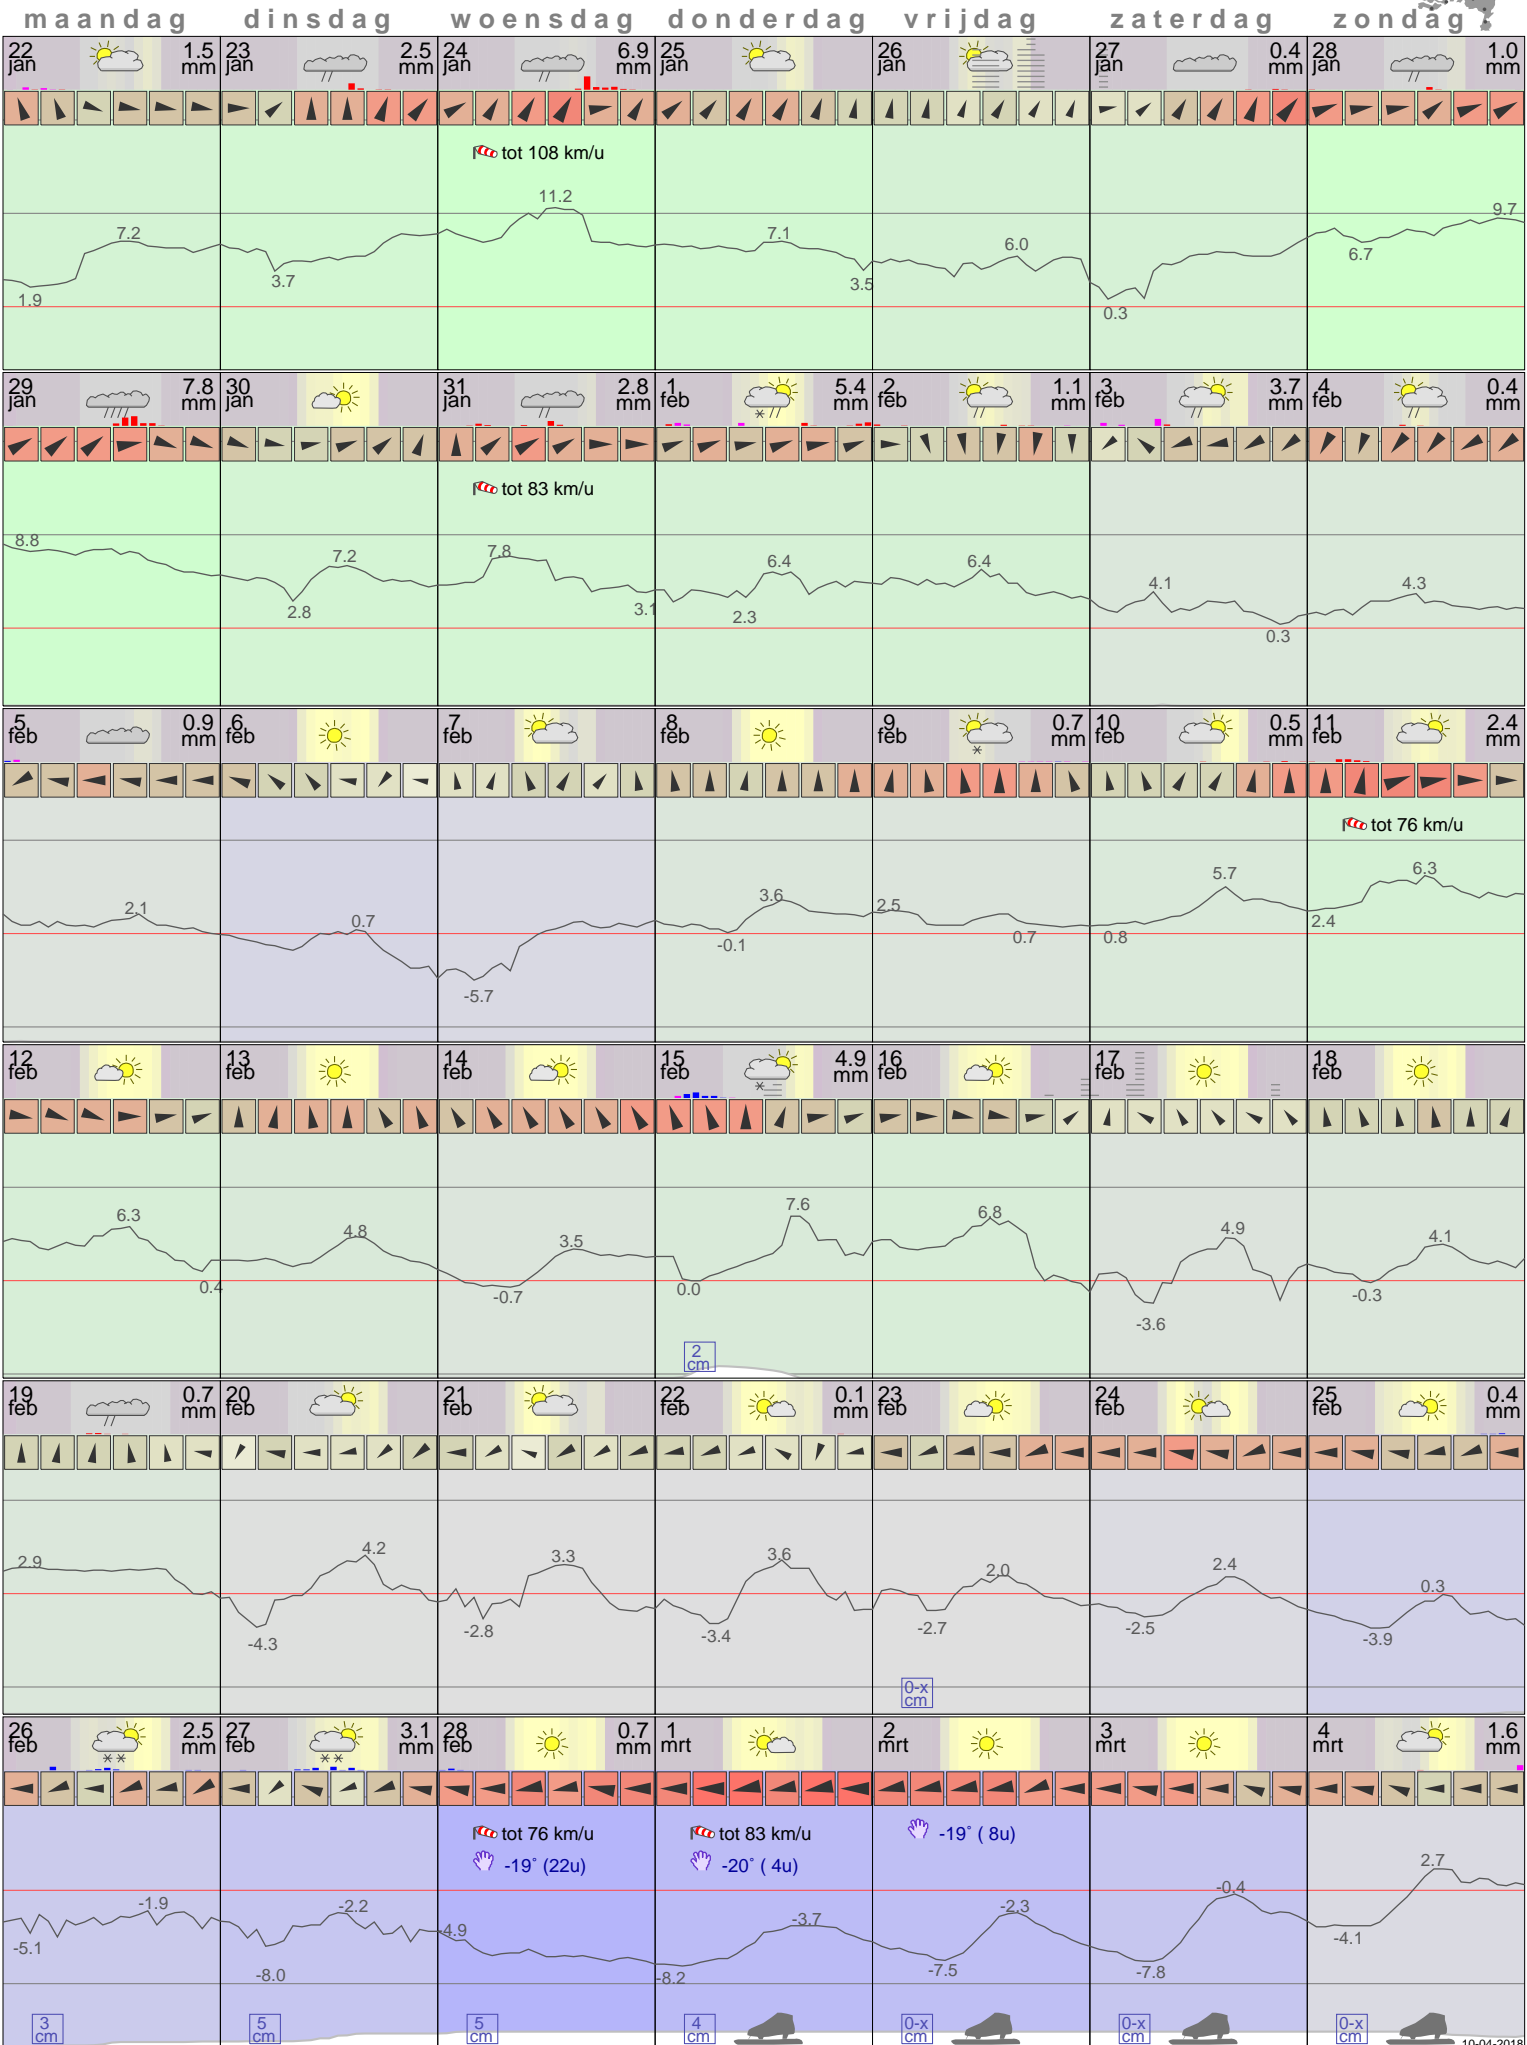 maandag dinsdag woensdag donderdag vrijdag zaterdag zondag
22 jan 1.5 mm 23 jan 2.5 mm 24 jan 6.9 mm 25 jan 26 jan 27 jan 0.4 mm 28 jan 1.0 mm
tot 108 km/u
1.9 7.2 3.7 11.2 7.1 3.5 6.0 0.3 6.7 9.7
29 jan 7.8 mm 30 jan 31 jan 2.8 mm 1 feb 5.4 mm 2 feb 1.1 mm 3 feb 3.7 mm 4 feb 0.4 mm
tot 83 km/u
8.8 2.8 7.2 7.8 3.1 2.3 6.4 6.4 4.1 0.3 4.3
5 feb 0.9 mm 6 feb 7 feb 8 feb 9 feb 0.7 mm 10 feb 0.5 mm 11 feb 2.4 mm
tot 76 km/u
2.1 0.7 -5.7 -0.1 3.6 2.5 0.7 0.8 5.7 2.4 6.3
12 feb 13 feb 14 feb 15 feb 4.9 mm 16 feb 17 feb 18 feb
6.3 0.4 4.8 -0.7 3.5 0.0 7.6 6.8 -3.6 4.9 -0.3 4.1
2 cm
19 feb 0.7 mm 20 feb 21 feb 22 feb 0.1 mm 23 feb 24 feb 25 feb 0.4 mm
2.9 -4.3 4.2 -2.8 3.3 -3.4 3.6 -2.7 2.0 -2.5 2.4 -3.9 0.3
0-x cm
26 feb 2.5 mm 27 feb 3.1 mm 28 feb 0.7 mm 1 mrt 2 mrt 3 mrt 4 mrt 1.6 mm
tot 76 km/u tot 83 km/u -19° ( 8u)
-19° (22u) -20° ( 4u)
-5.1 -1.9 -8.0 -2.2 -4.9 -8.2 -3.7 -7.5 -2.3 -7.8 -0.4 -4.1 2.7
3 cm 5 cm 5 cm 4 cm 0-x cm 0-x cm 0-x cm
10-04-2018